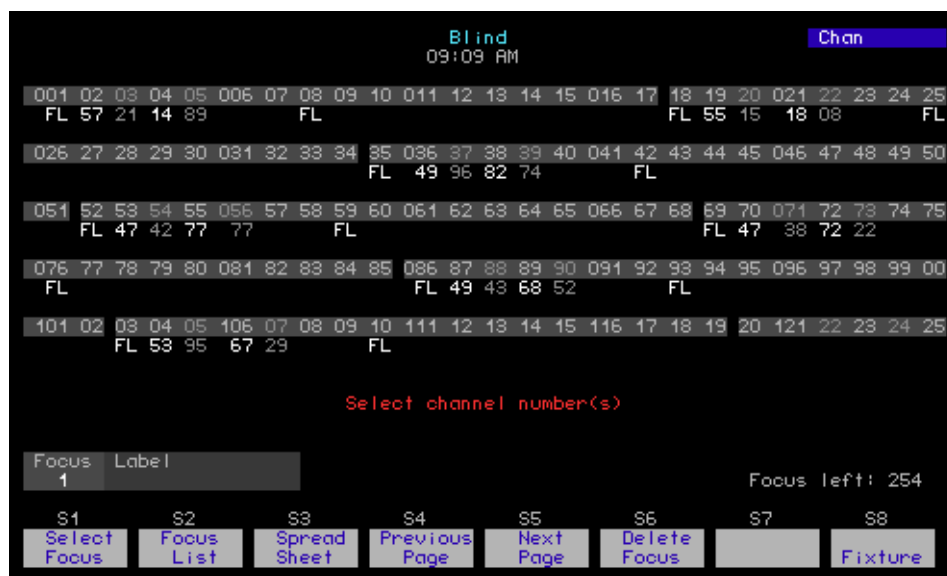 Blind
Chan
09:09 AM
001 02 03 04 05 006 07 08 09 10 011 12 13 14 15 016 17 18 19 20 021 22 23 24 25
FL 57 21 14 89 FL FL 55 15 18 08 FL
026 27 28 29 30 031 32 33 34 35 036 37 38 39 40 041 42 43 44 45 046 47 48 49 50
FL 49 96 82 74 FL
051 52 53 54 55 056 57 58 59 60 061 62 63 64 65 066 67 68 69 70 071 72 73 74 75
FL 47 42 77 77 FL FL 47 38 72 22
076 77 78 79 80 081 82 83 84 85 086 87 88 89 90 091 92 93 94 95 096 97 98 99 00
FL FL 49 43 68 52 FL
101 02 03 04 05 106 07 08 09 10 111 12 13 14 15 116 17 18 19 20 121 22 23 24 25
FL 53 95 67 29 FL
Select channel number(s)
Focus Label
1
Focus left: 254
S1 S2 S3 S4 S5 S6 S7 S8
Select Focus Spread Previous Next Delete
Focus List Sheet Page Page Focus Fixture